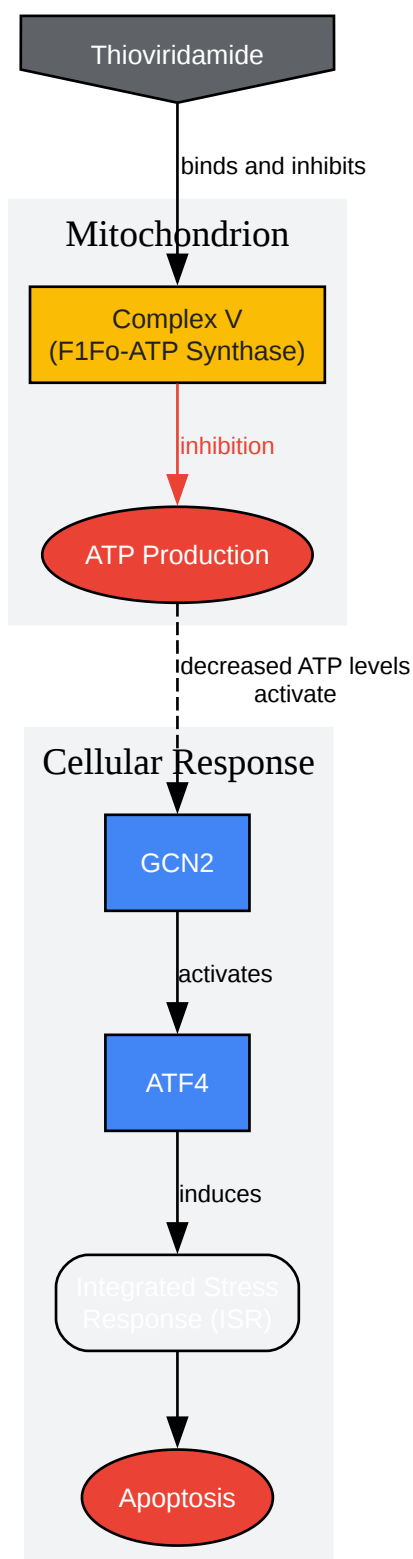 Thioviridamide
binds and inhibits
Mitochondrion
Complex V
(F1Fo-ATP Synthase)
inhibition
ATP Production
decreased ATP levels
activate
Cellular Response
GCN2
activates
ATF4
induces
Integrated Stress
Response (ISR)
Apoptosis